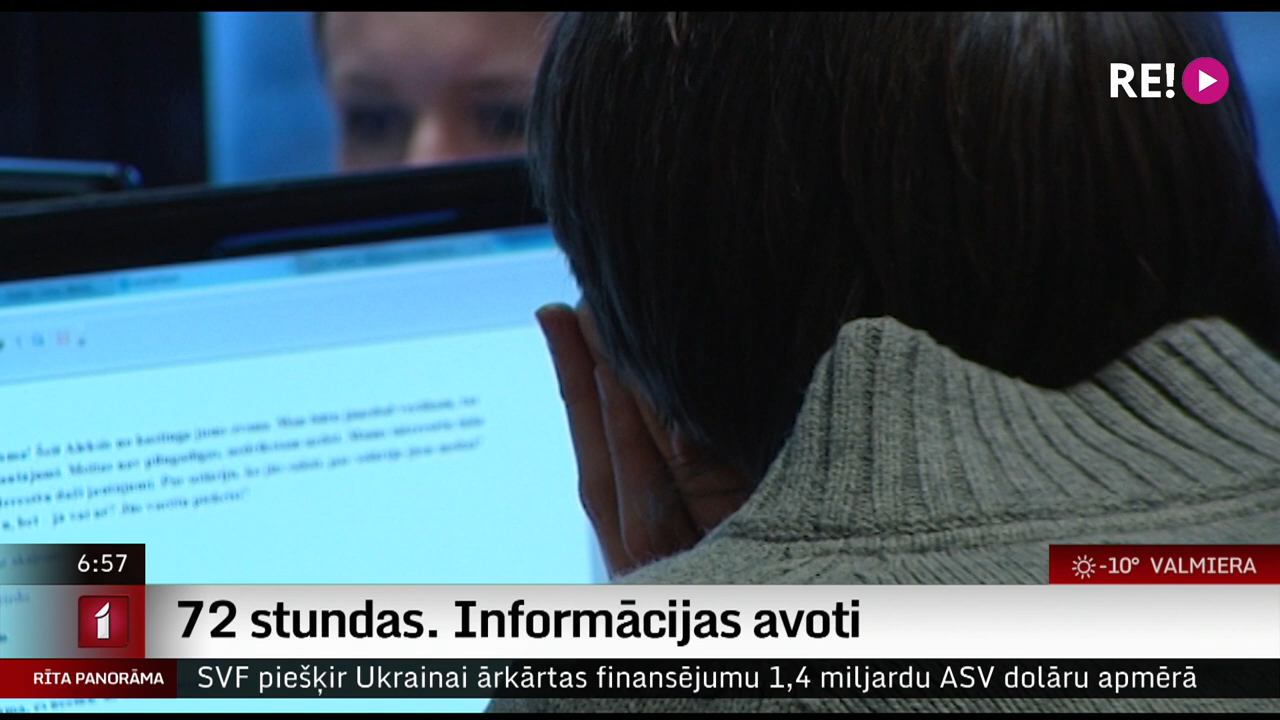 RE!
6:57
-10° VALMIERA
1
72 stundas. Informācijas avoti
RĪTA PANORĀMA
SVF piešķir Ukrainai ārkārtas finansējumu 1,4 miljardu ASV dolāru apmērā